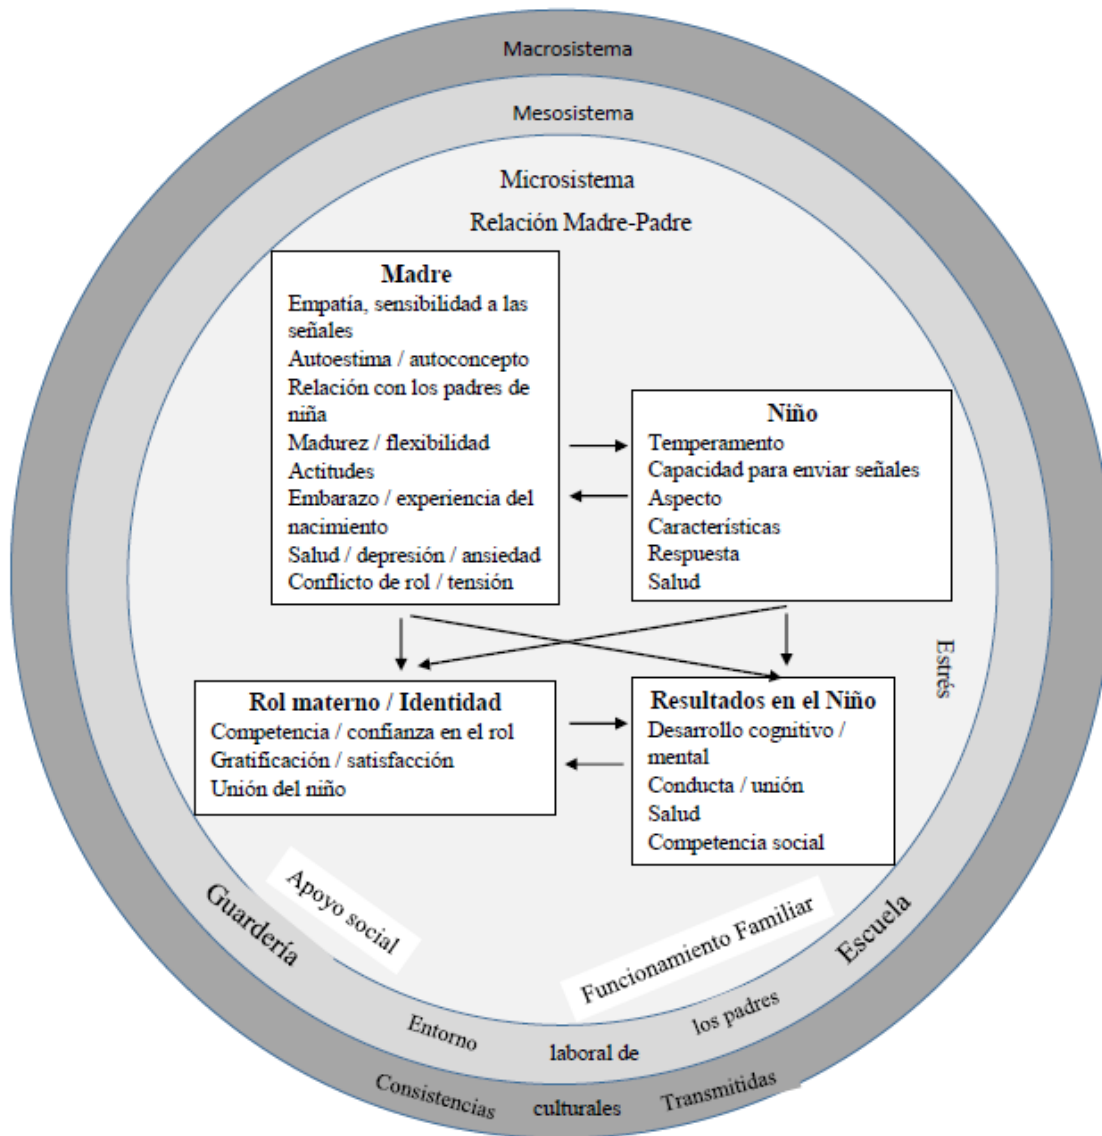 Macrosistema
Mesosistema
Microsistema
Relación Madre-Padre
Madre
Empatía, sensibilidad a las
señales
Autoestima / autoconcepto
Relación con los padres de
niña
Madurez / flexibilidad
Actitudes
Embarazo / experiencia del
nacimiento
Salud / depresión / ansiedad
Conflicto de rol / tensión
Niño
Temperamento
Capacidad para enviar señales
Aspecto
Características
Respuesta
Salud
Estrés
Rol materno / Identidad
Competencia / confianza en el rol
Gratificación / satisfacción
Unión del niño
Resultados en el Niño
Desarrollo cognitivo /
mental
Conducta / unión
Salud
Competencia social
Apoyo social
Funcionamiento Familiar
Guardería
Escuela
Entorno laboral de los padres
Consistencias culturales Transmitidas